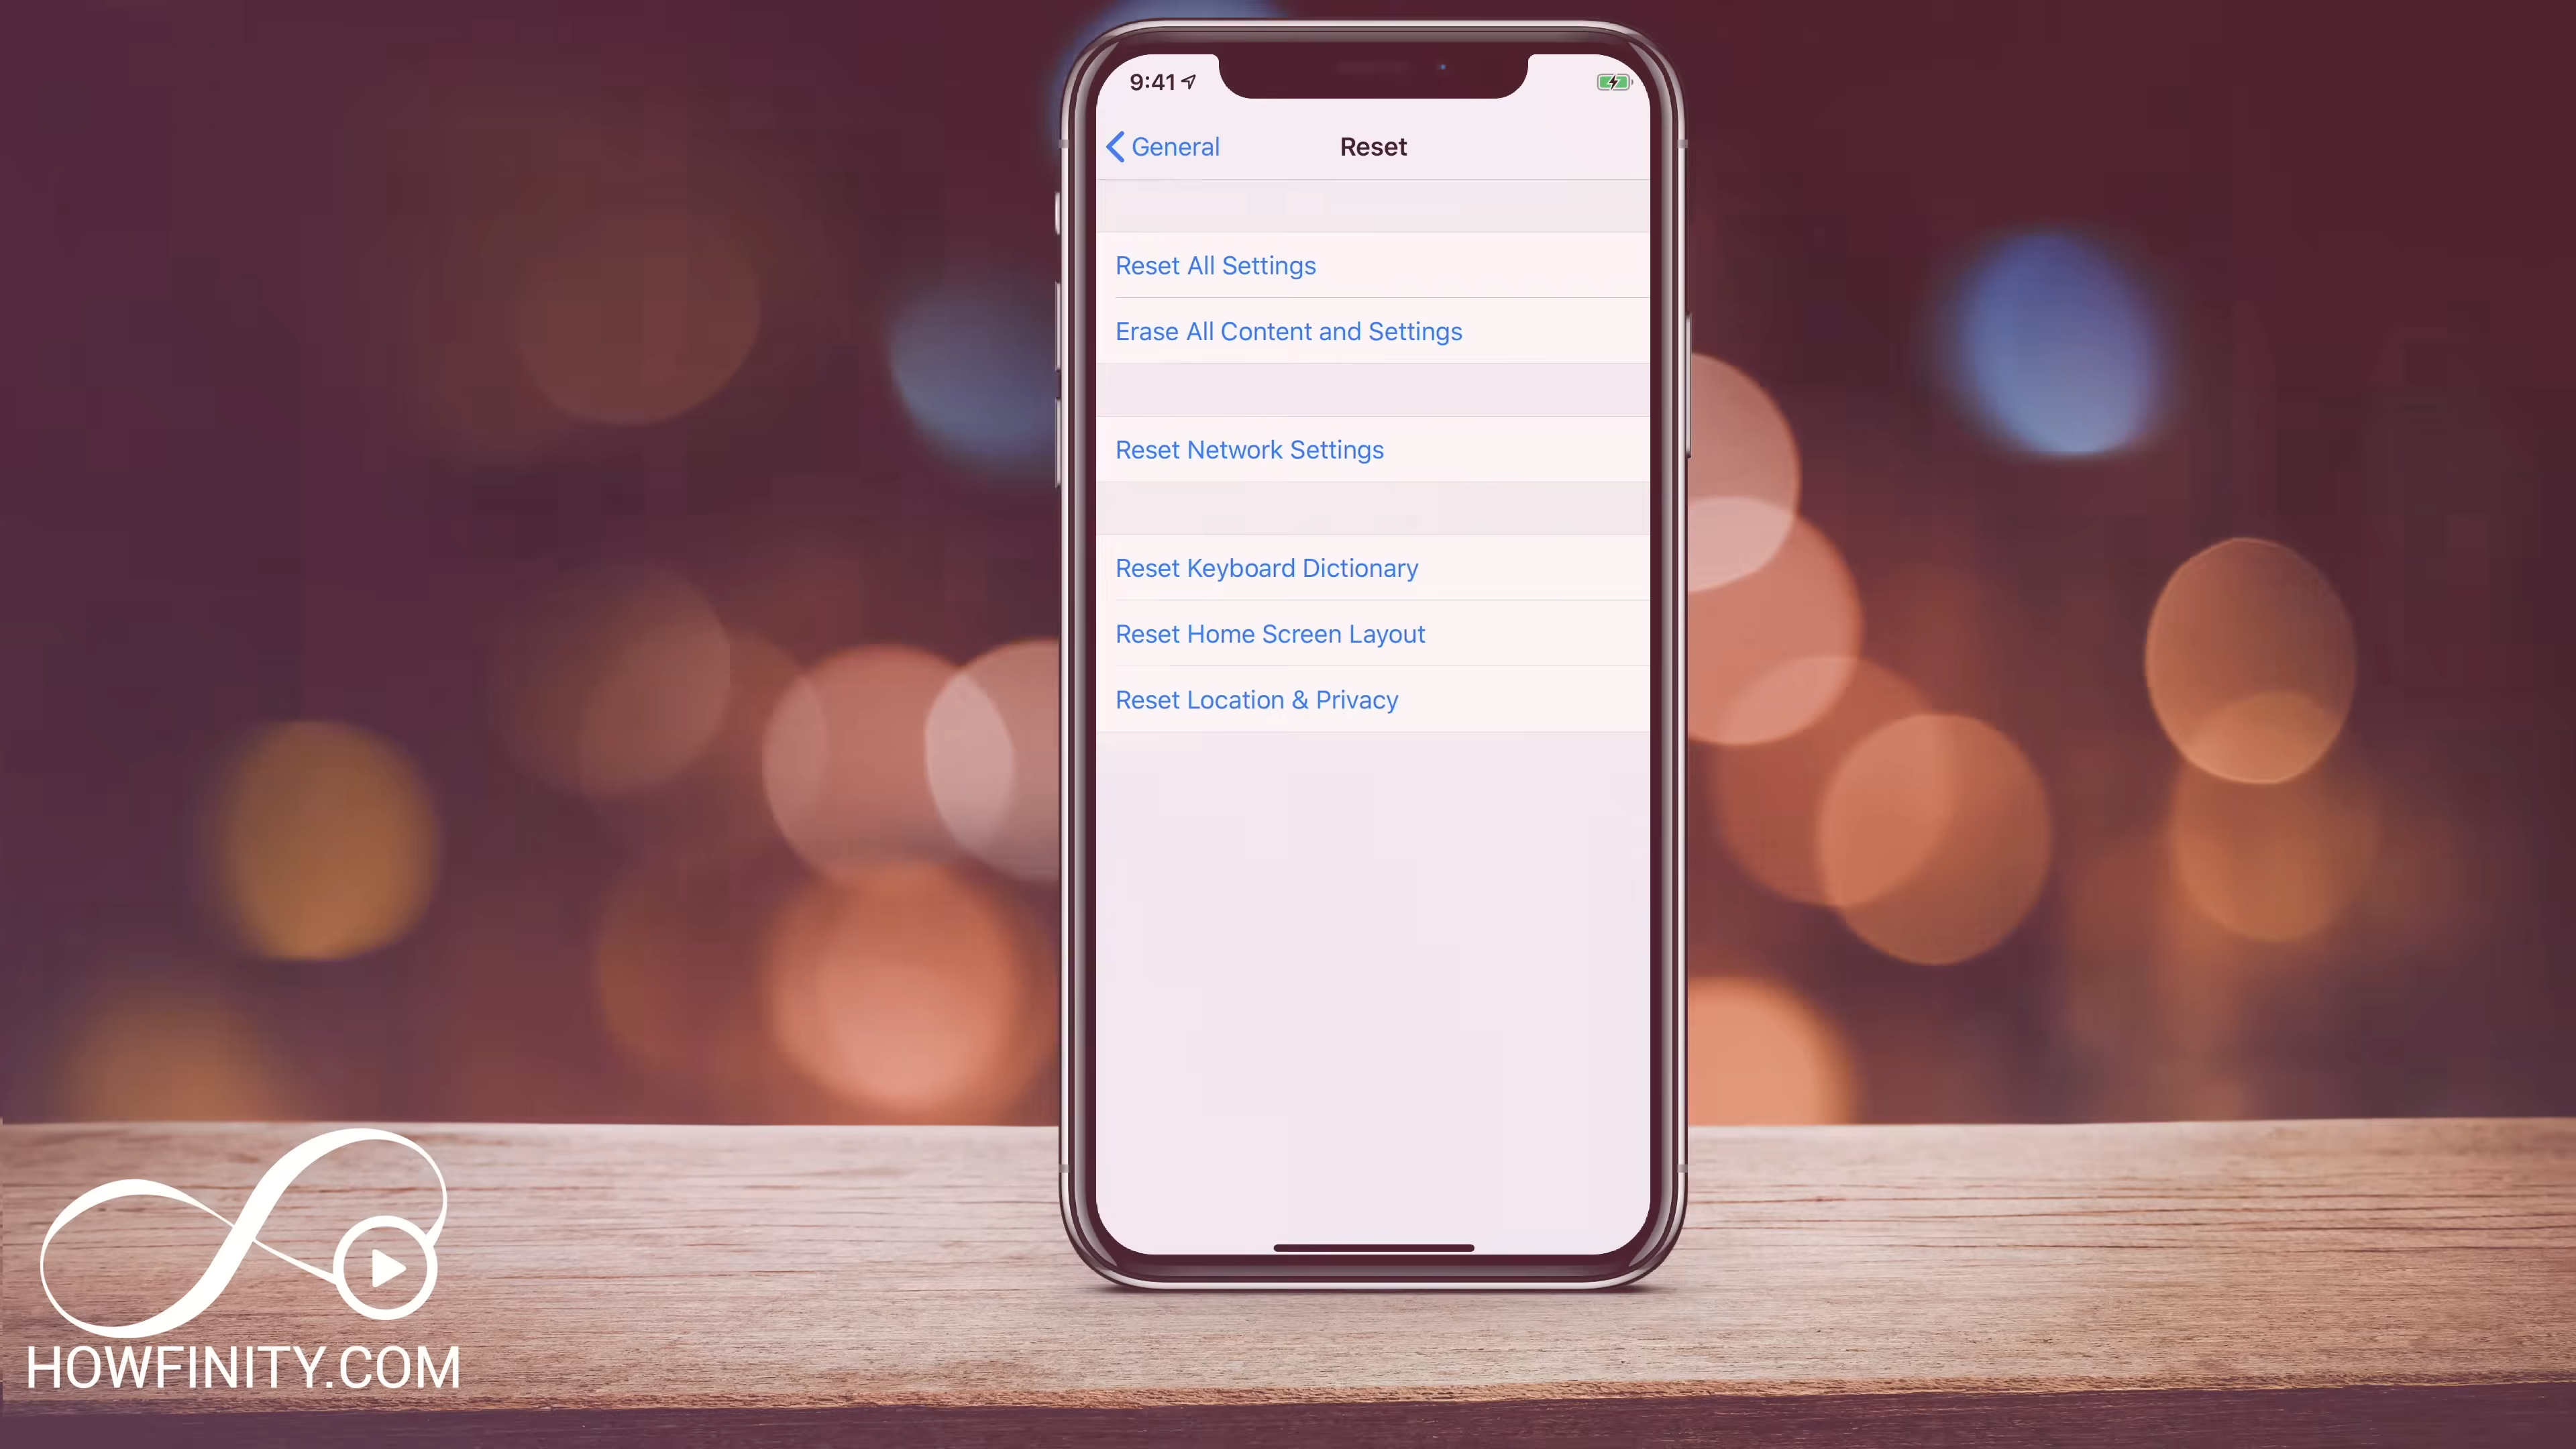 9:41
General
Reset
Reset All Settings
Erase All Content and Settings
Reset Network Settings
Reset Keyboard Dictionary
Reset Home Screen Layout
Reset Location & Privacy
HOWFINITY.COM